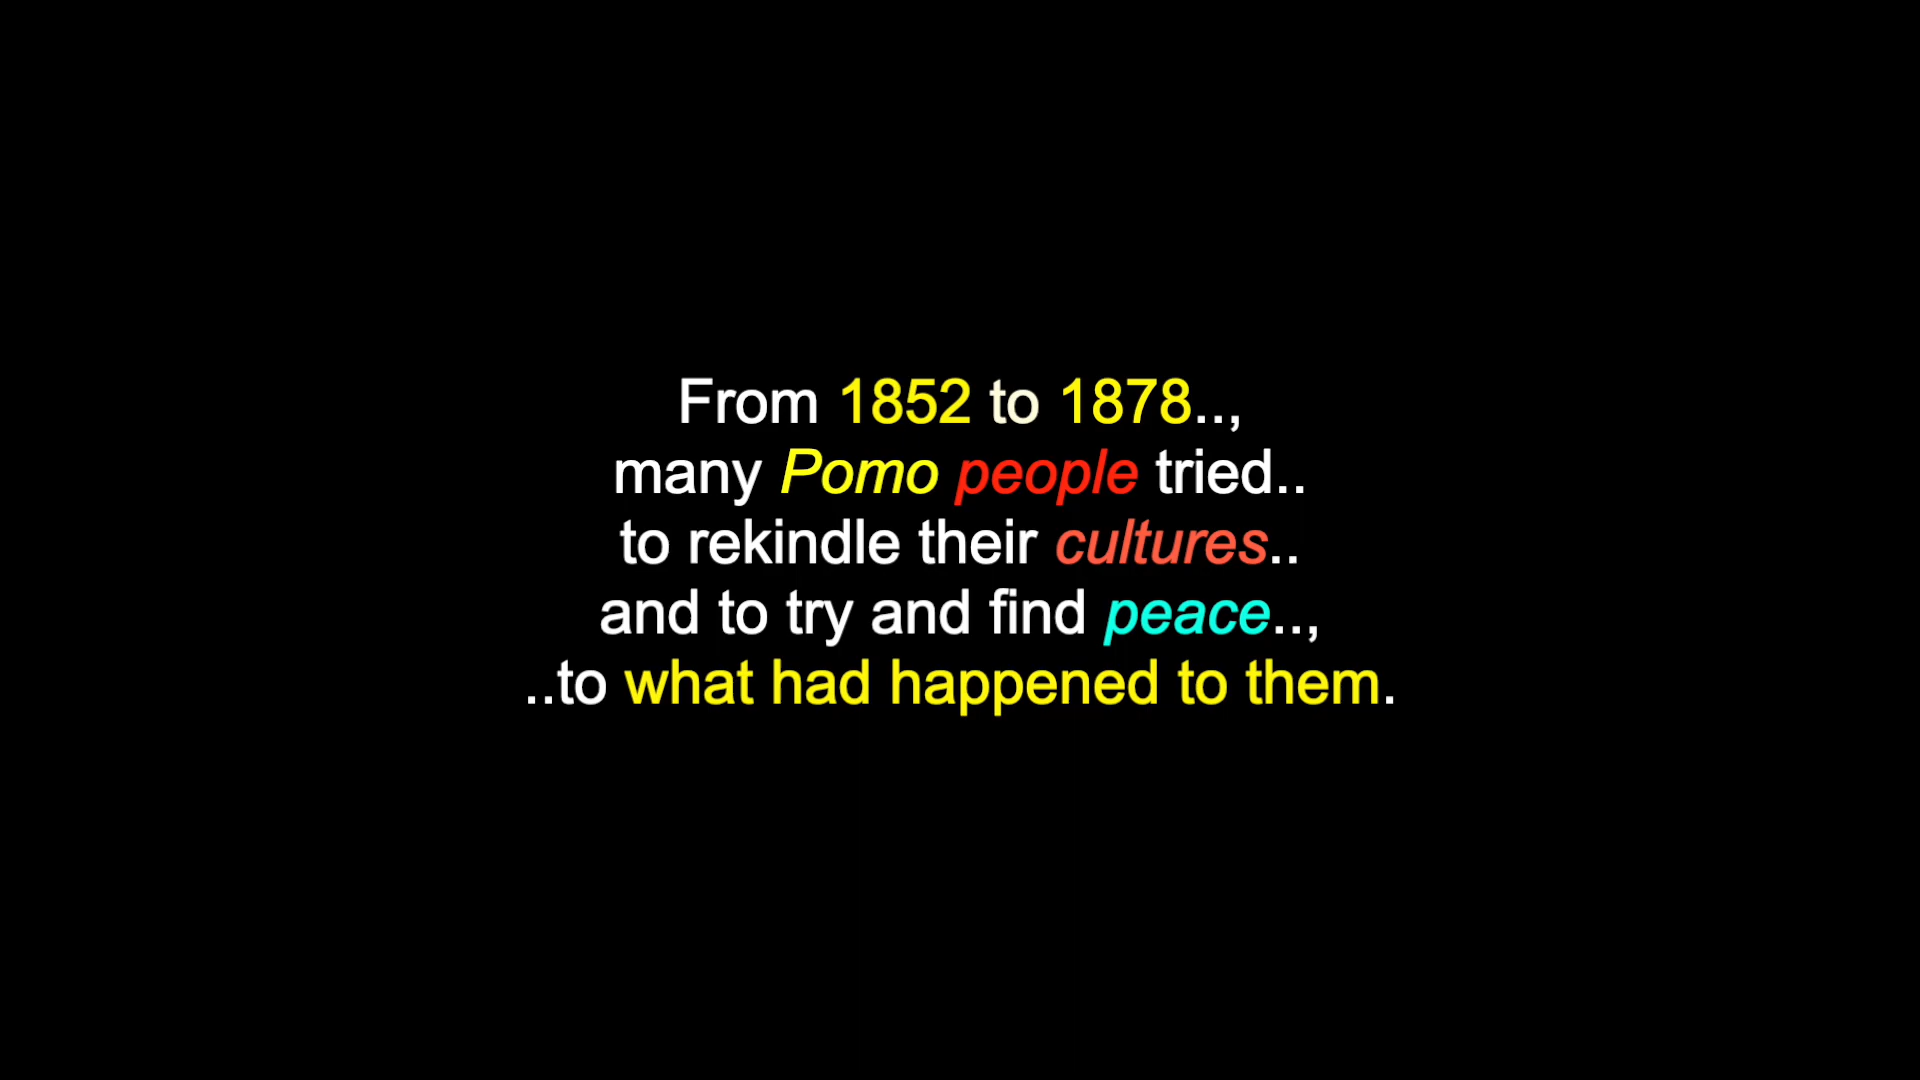 From 1852 to 1878..,
many Pomo people tried..
to rekindle their cultures..
and to try and find peace..,
..to what had happened to them.